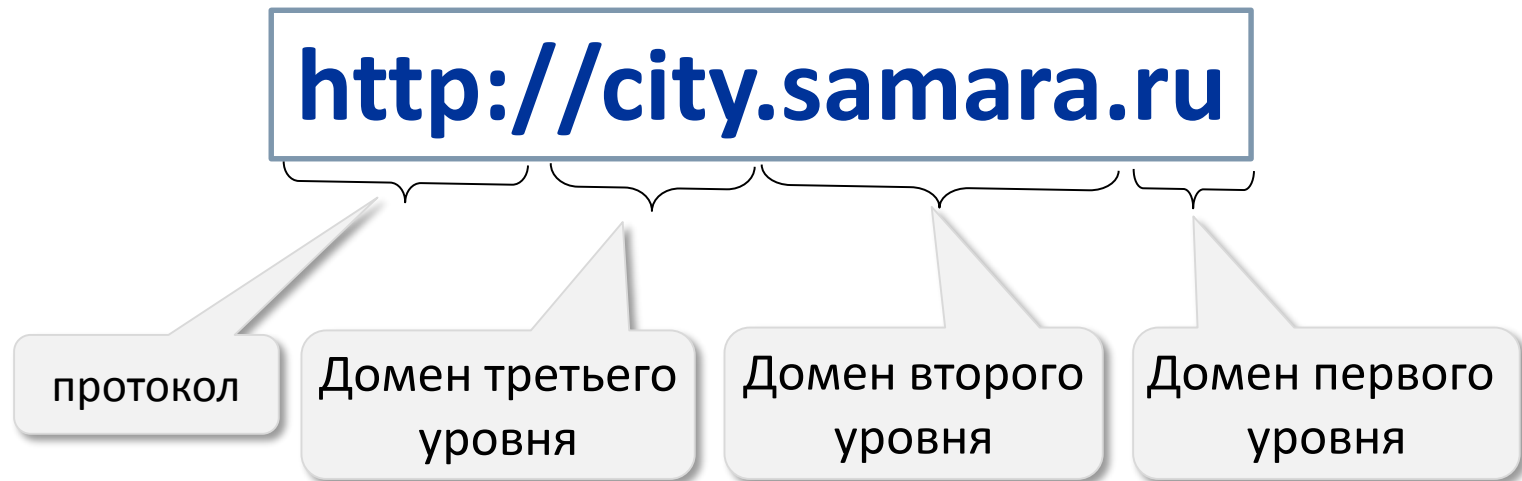 http://city.samara.ru
протокол
Домен третьего
уровня
Домен второго
уровня
Домен первого
уровня